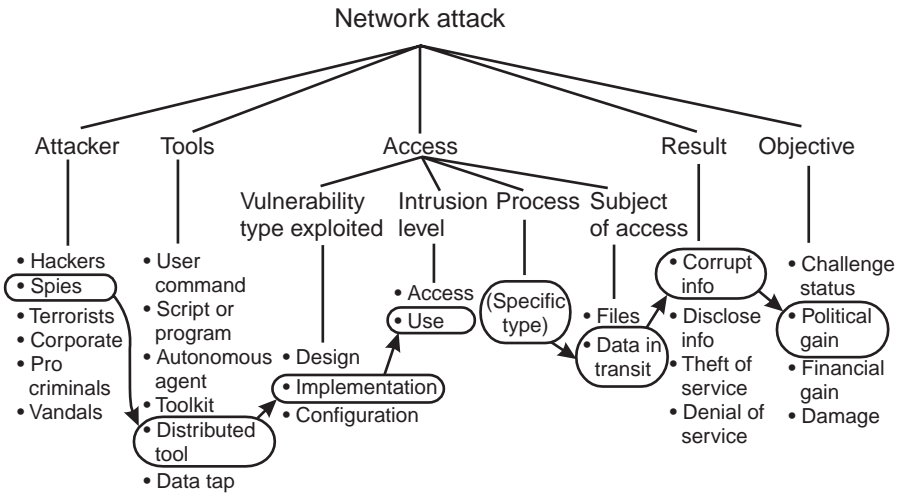 Network attack
Attacker
Tools
Access
Result
Objective
Vulnerability
type exploited
Intrusion
level
Process
Subject
of access
• Hackers
• Spies
• Terrorists
• Corporate
• Pro
criminals
• Vandals
• User
command
• Script or
program
• Autonomous
agent
• Toolkit
• Distributed
tool
• Data tap
• Design
• Implementation
• Configuration
• Access
• Use
(Specific
type)
• Files
• Data in
transit
• Corrupt
info
• Disclose
info
• Theft of
service
• Denial of
service
• Challenge
status
• Political
gain
• Financial
gain
• Damage